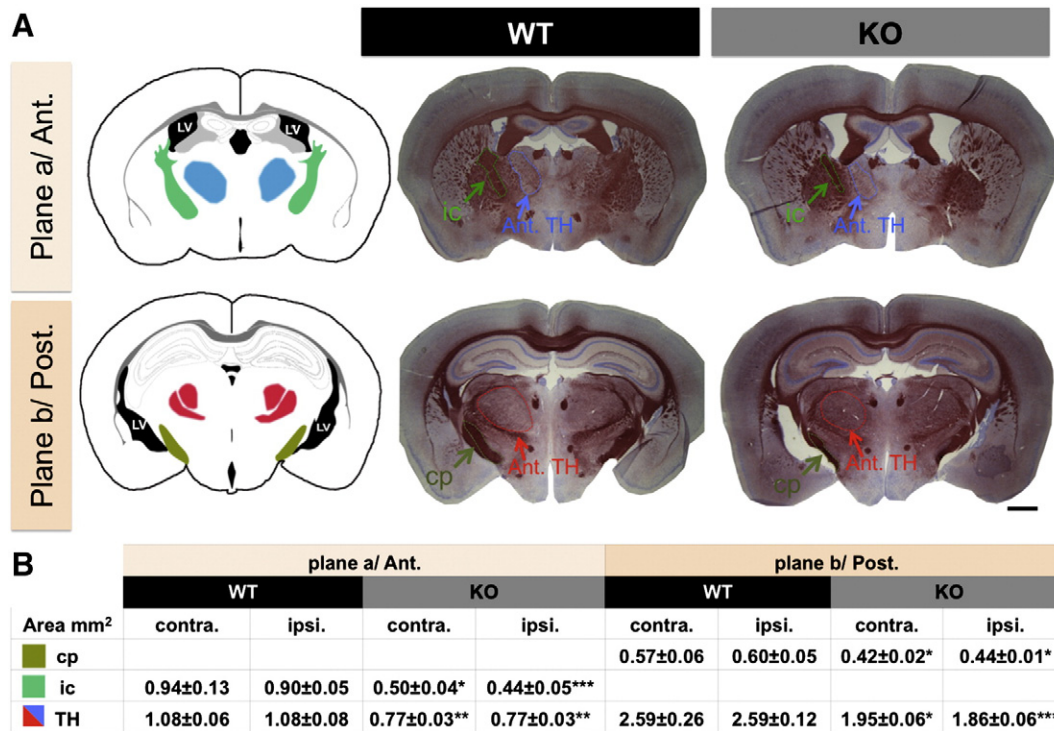 A
WT
KO
Plane a/ Ant.
LV
LV
ic
Ant. TH
ic
Ant. TH
Plane b/ Post.
LV
LV
cp
Ant. TH
cp
Ant. TH
B
plane a/ Ant.
plane b/ Post.
WT
KO
WT
KO
Area mm²
contra.
ipsi.
contra.
ipsi.
contra.
ipsi.
contra.
ipsi.
cp
0.57±0.06
0.60±0.05
0.42±0.02*
0.44±0.01*
ic
0.94±0.13
0.90±0.05
0.50±0.04*
0.44±0.05***
TH
1.08±0.06
1.08±0.08
0.77±0.03**
0.77±0.03**
2.59±0.26
2.59±0.12
1.95±0.06*
1.86±0.06***